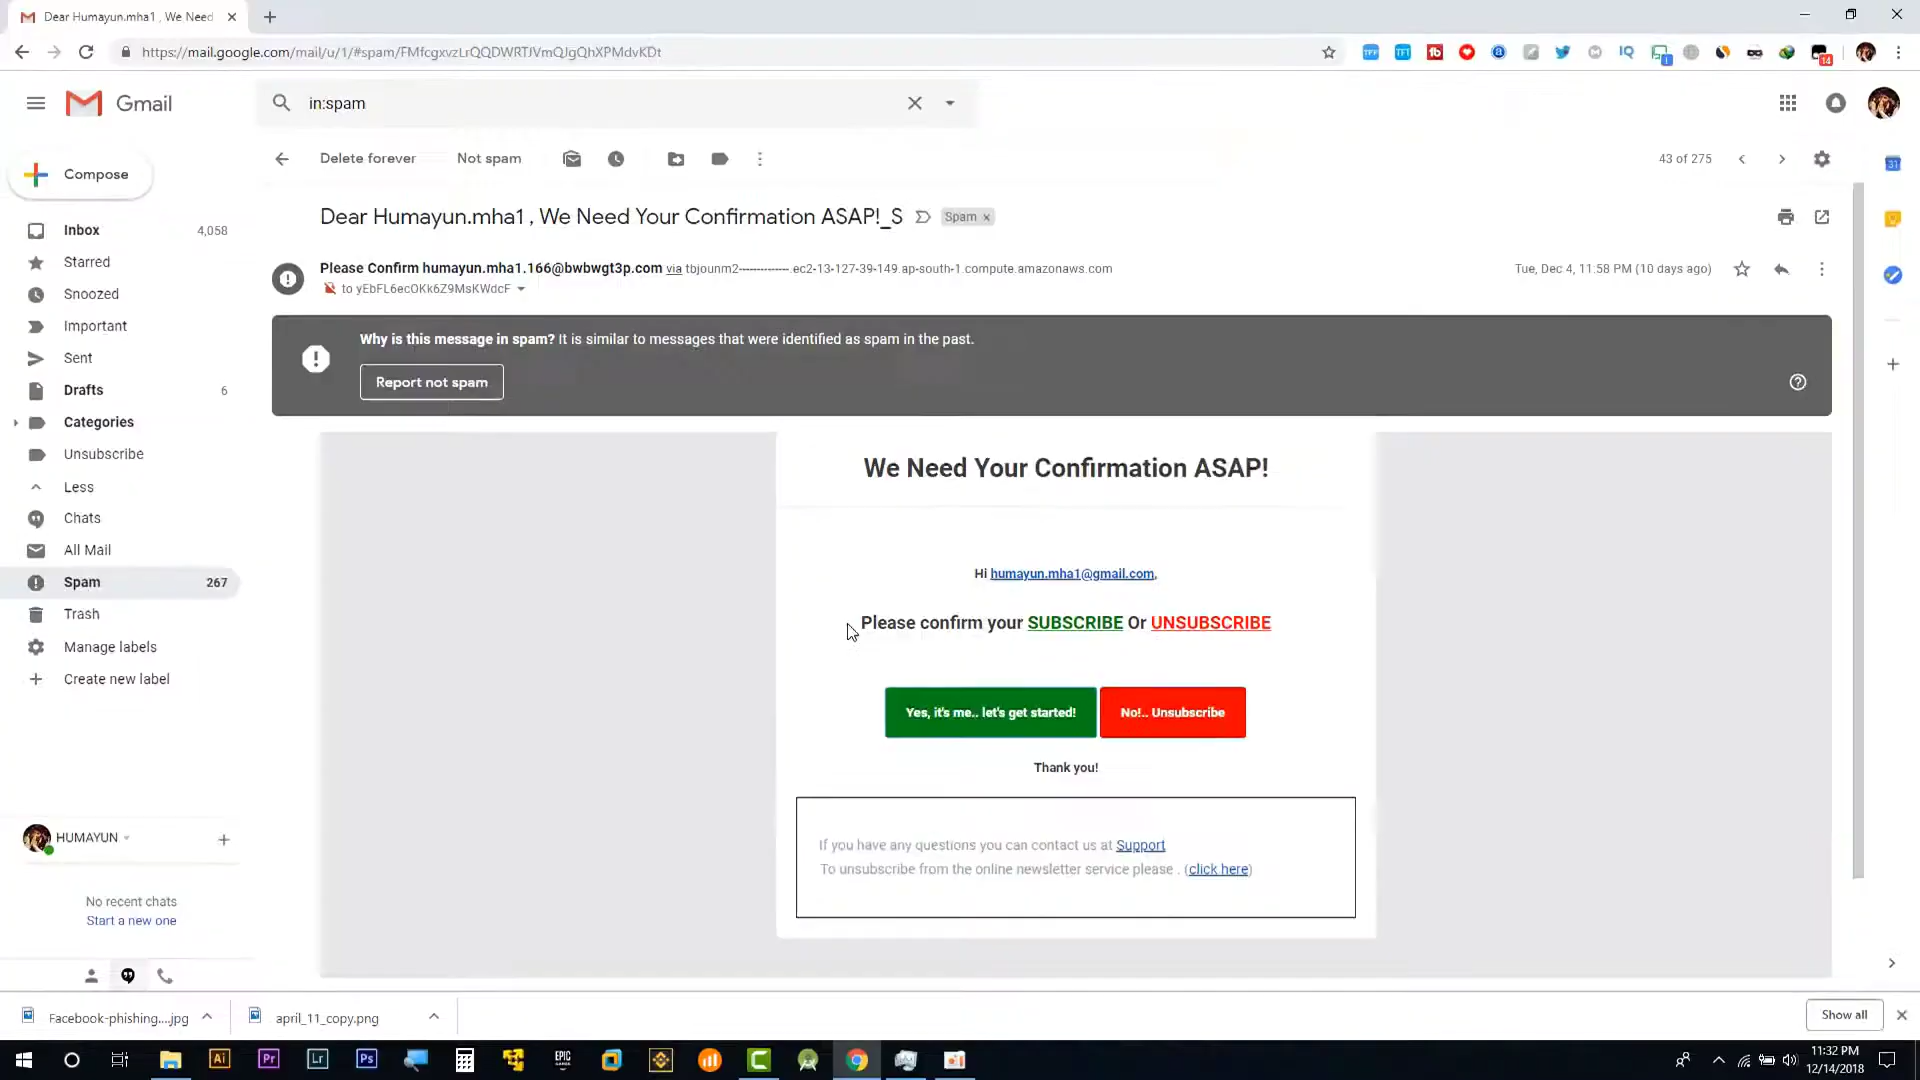 Dear Humayun.mha1 , We Need
https://mail.google.com/mail/u/1/#spam/FMfcgxvzLrQQDWRTJVmQJgQhXPMdvKDt
Gmail
in:spam
Compose
Delete forever
Not spam
43 of 275
Inbox 4,058
Starred
Snoozed
Important
Sent
Drafts 6
Categories
Unsubscribe
Less
Chats
All Mail
Spam 267
Trash
Manage labels
Create new label
HUMAYUN
No recent chats
Start a new one
Dear Humayun.mha1 , We Need Your Confirmation ASAP!_S
Spam x
Please Confirm humayun.mha1.166@bwbwgt3p.com via tbjounm2-------------.ec2-13-127-39-149.ap-south-1.compute.amazonaws.com
Tue, Dec 4, 11:58 PM (10 days ago)
to yEbFL6ecOKk6Z9MsKWdcF
Why is this message in spam? It is similar to messages that were identified as spam in the past.
Report not spam
We Need Your Confirmation ASAP!
Hi humayun.mha1@gmail.com,
Please confirm your SUBSCRIBE Or UNSUBSCRIBE
Yes, it's me.. let's get started!
No!.. Unsubscribe
Thank you!
If you have any questions you can contact us at Support
To unsubscribe from the online newsletter service please . (click here)
Facebook-phishing....jpg
april_11_copy.png
Show all
Ai
Pr
Lr
Ps
EPIC
GAMES
11:32 PM
12/14/2018
31
14
IQ